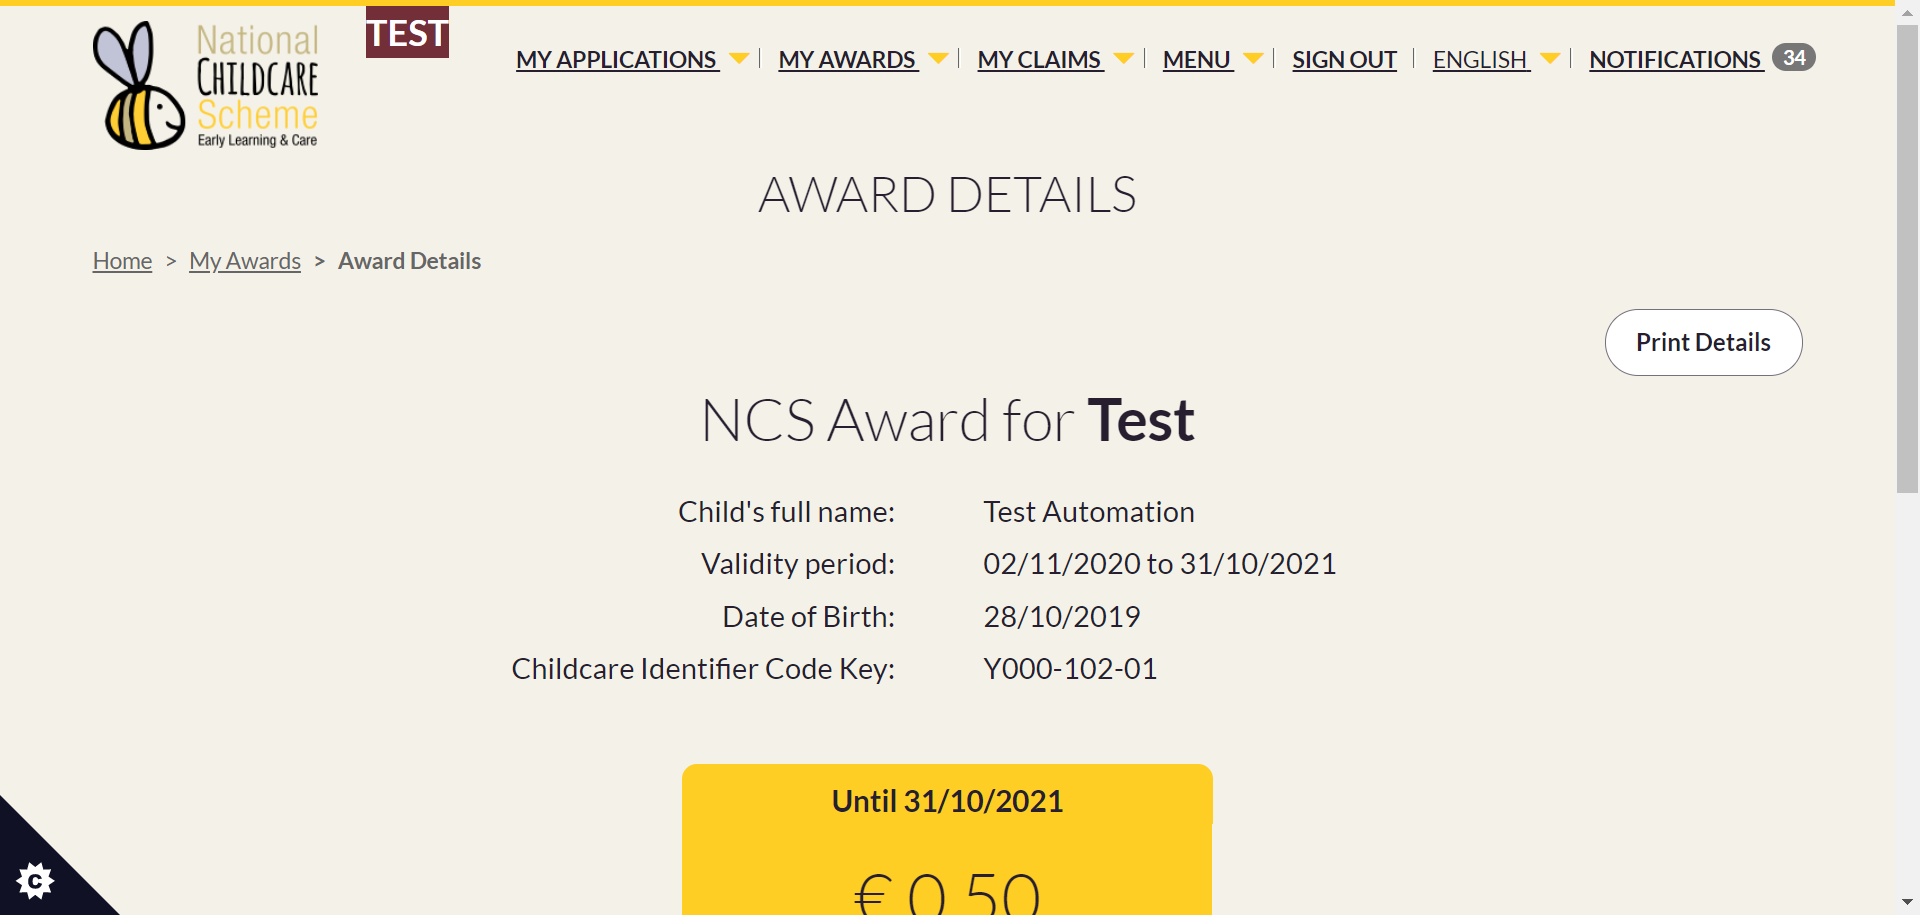 National
CHILDCARE
Scheme
Early Learning & Care
TEST
MY APPLICATIONS
MY AWARDS
MY CLAIMS
MENU
SIGN OUT
ENGLISH
NOTIFICATIONS 34
AWARD DETAILS
Home > My Awards > Award Details
Print Details
NCS Award for Test
Child's full name: Test Automation
Validity period: 02/11/2020 to 31/10/2021
Date of Birth: 28/10/2019
Childcare Identifier Code Key: Y000-102-01
Until 31/10/2021
€ 0.50
C